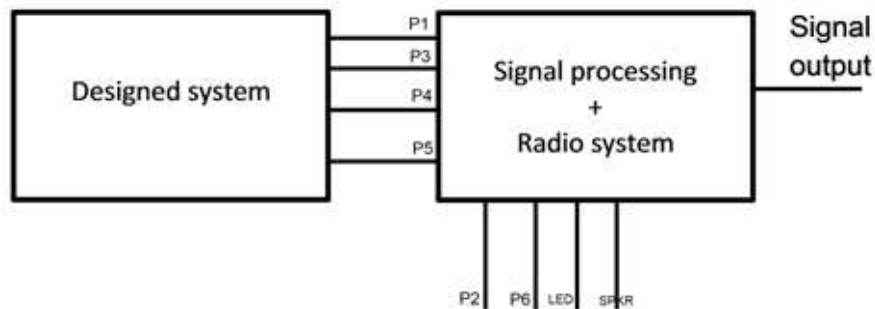 P1
P3
P4
P5
Designed system
Signal processing
+
Radio system
Signal
output
P2
P6
LED
SPKR